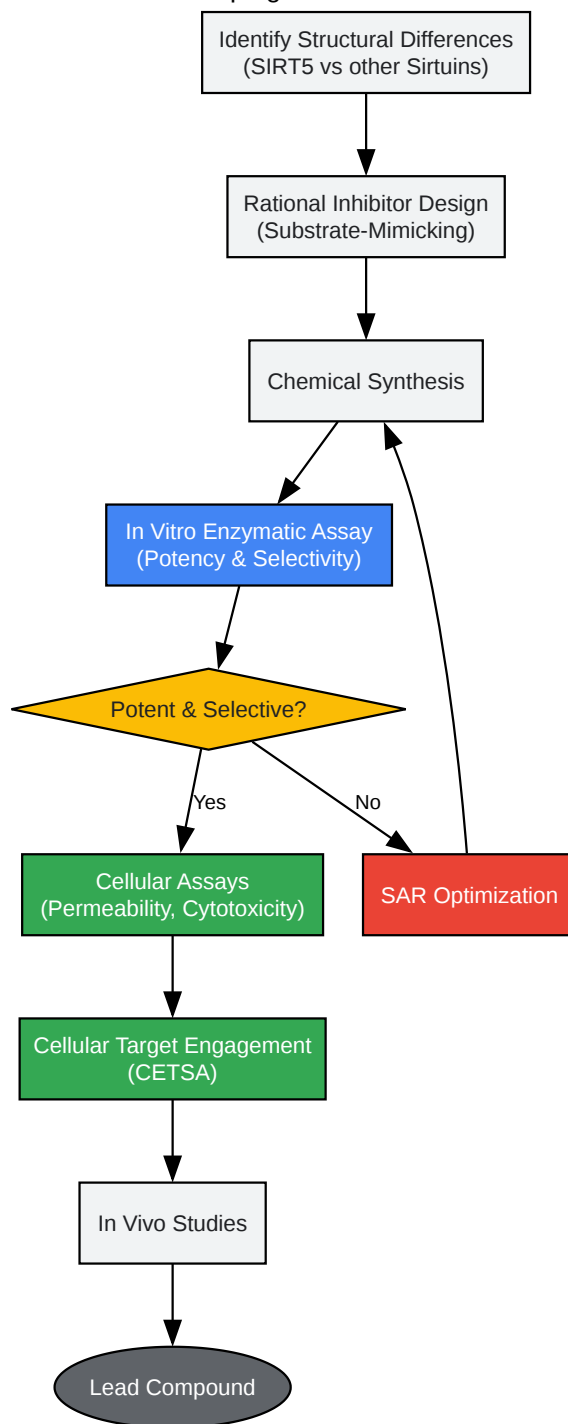 Identify Structural Differences
(SIRT5 vs other Sirtuins)
Rational Inhibitor Design
(Substrate-Mimicking)
Chemical Synthesis
In Vitro Enzymatic Assay
(Potency & Selectivity)
Potent & Selective?
Yes
No
Cellular Assays
(Permeability, Cytotoxicity)
SAR Optimization
Cellular Target Engagement
(CETSA)
In Vivo Studies
Lead Compound